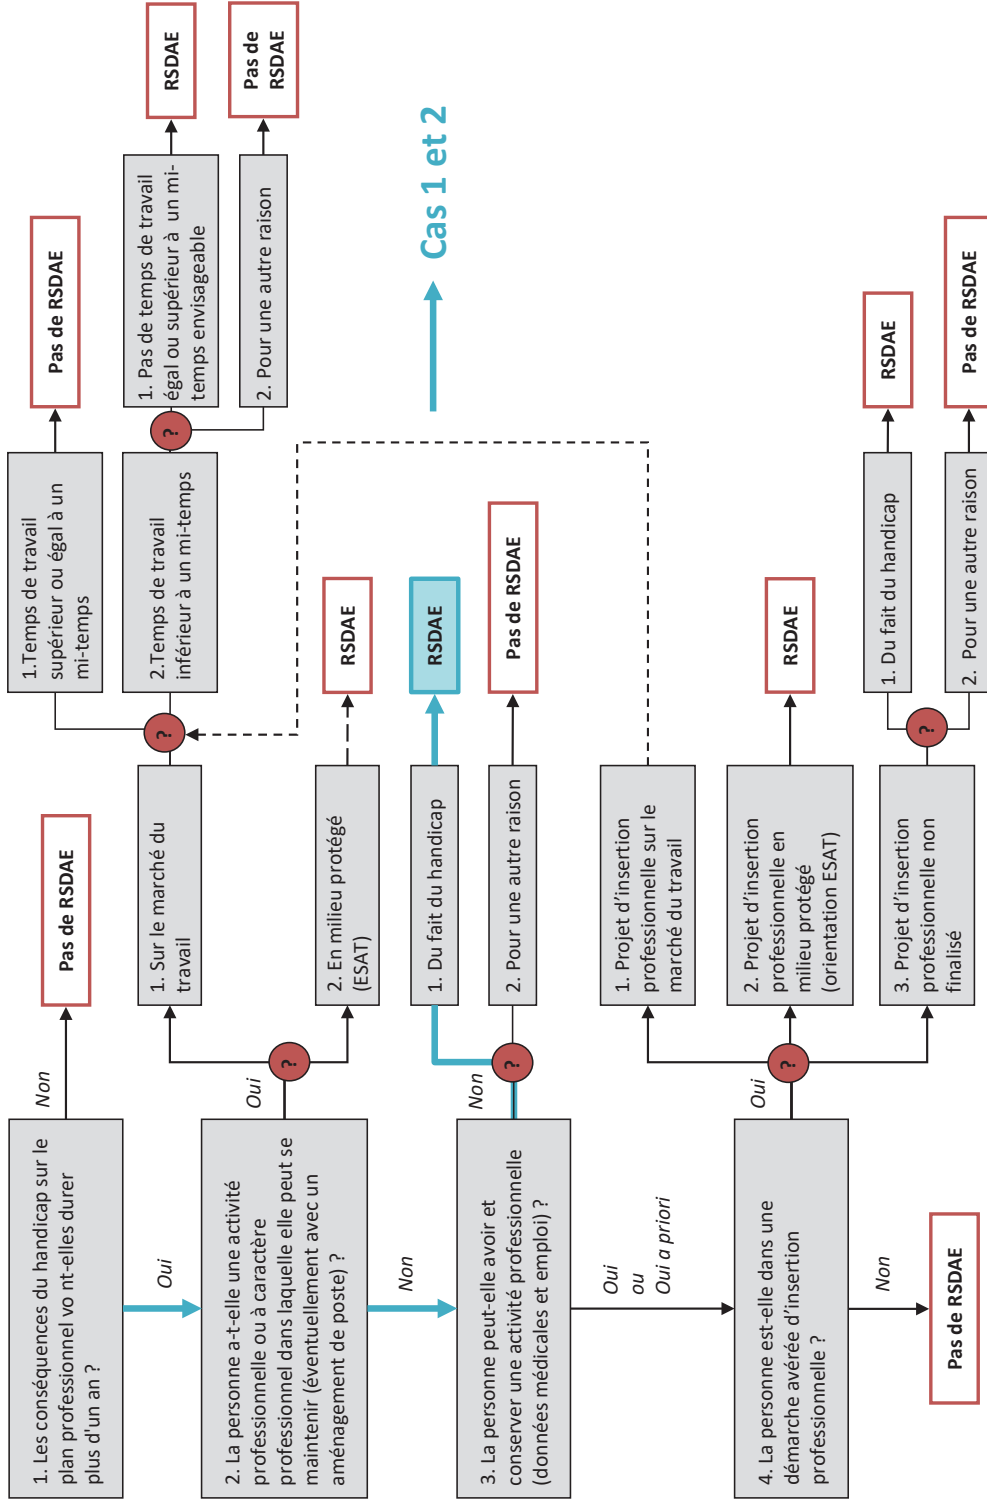 1. Les conséquences du handicap sur le
plan professionnel vo nt-elles durer
plus d'un an ?
Non
Pas de RSDAE
Oui
2. La personne a-t-elle une activité
professionnelle ou à caractère
professionnel dans laquelle elle peut se
maintenir (éventuellement avec un
aménagement de poste) ?
Oui
?
1. Sur le marché du
travail
?
1.Temps de travail
supérieur ou égal à un
mi-temps
Pas de RSDAE
2.Temps de travail
inférieur à un mi-temps
?
1. Pas de temps de travail
égal ou supérieur à un mi-
temps envisageable
RSDAE
2. Pour une autre raison
Pas de
RSDAE
2. En milieu protégé
(ESAT)
RSDAE
Non
3. La personne peut-elle avoir et
conserver une activité professionnelle
(données médicales et emploi) ?
Non
?
1. Du fait du handicap
RSDAE
Cas 1 et 2
2. Pour une autre raison
Pas de RSDAE
Oui
ou
Oui a priori
4. La personne est-elle dans une
démarche avérée d'insertion
professionnelle ?
Oui
?
1. Projet d'insertion
professionnelle sur le
marché du travail
2. Projet d'insertion
professionnelle en
milieu protégé
(orientation ESAT)
RSDAE
3. Projet d'insertion
professionnelle non
finalisé
?
1. Du fait du handicap
RSDAE
2. Pour une autre raison
Pas de RSDAE
Non
Pas de RSDAE